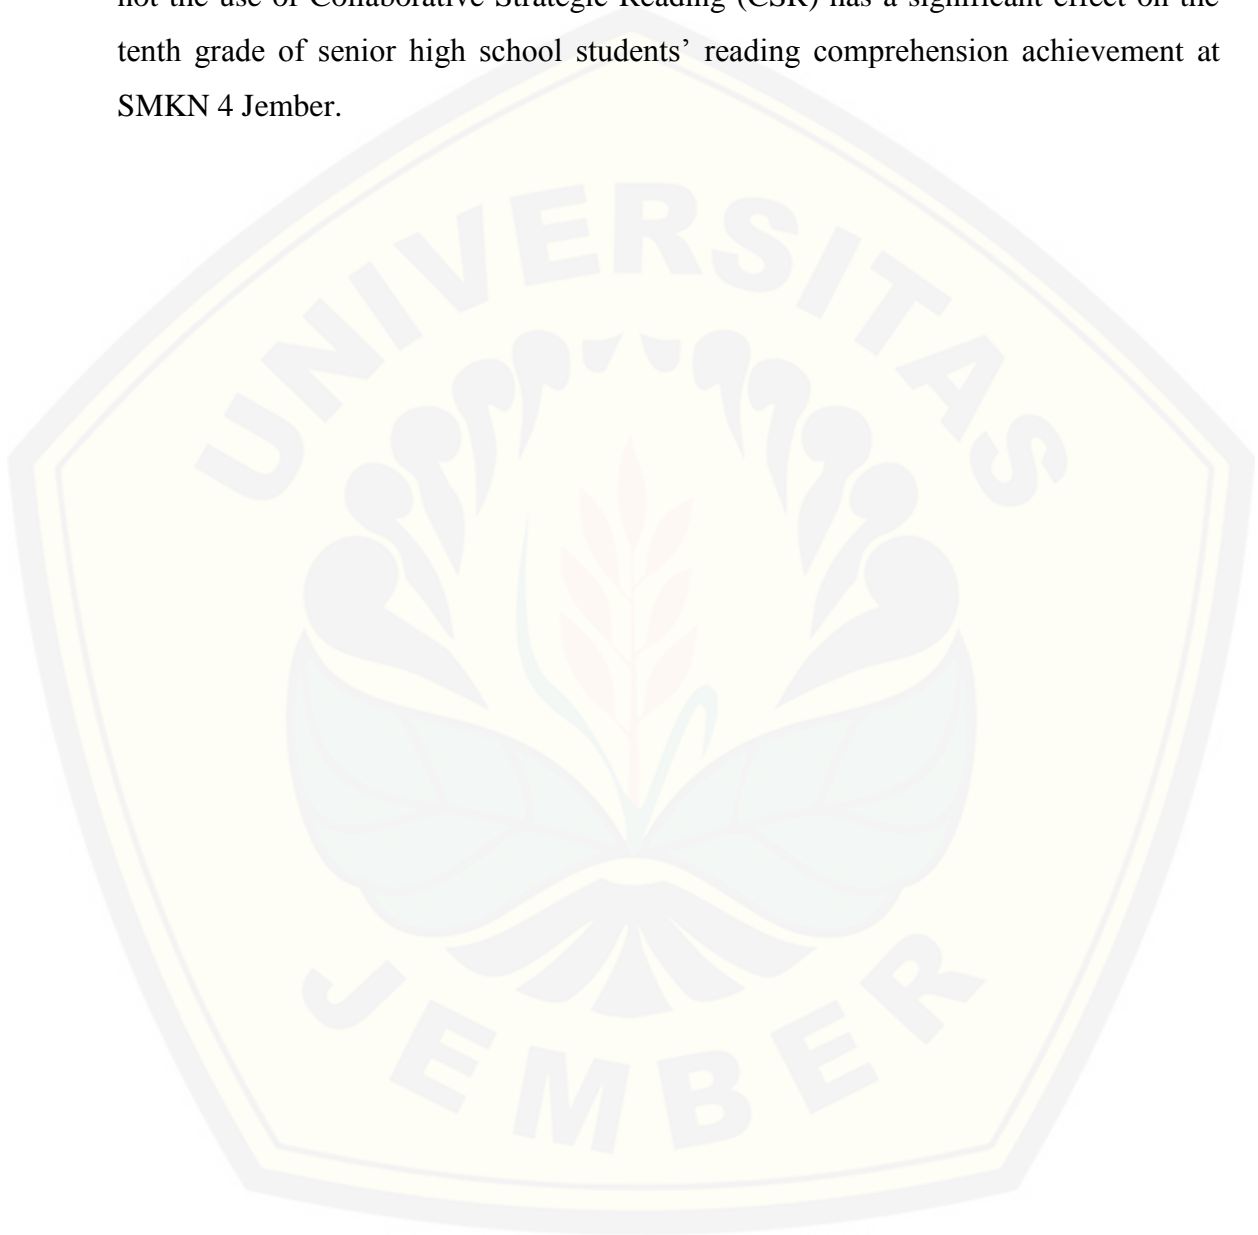 not the use of Collaborative Strategic Reading (CSR) has a significant effect on the
tenth grade of senior high school students’ reading comprehension achievement at
SMKN 4 Jember.
UNIVERSITAS
JEMBER